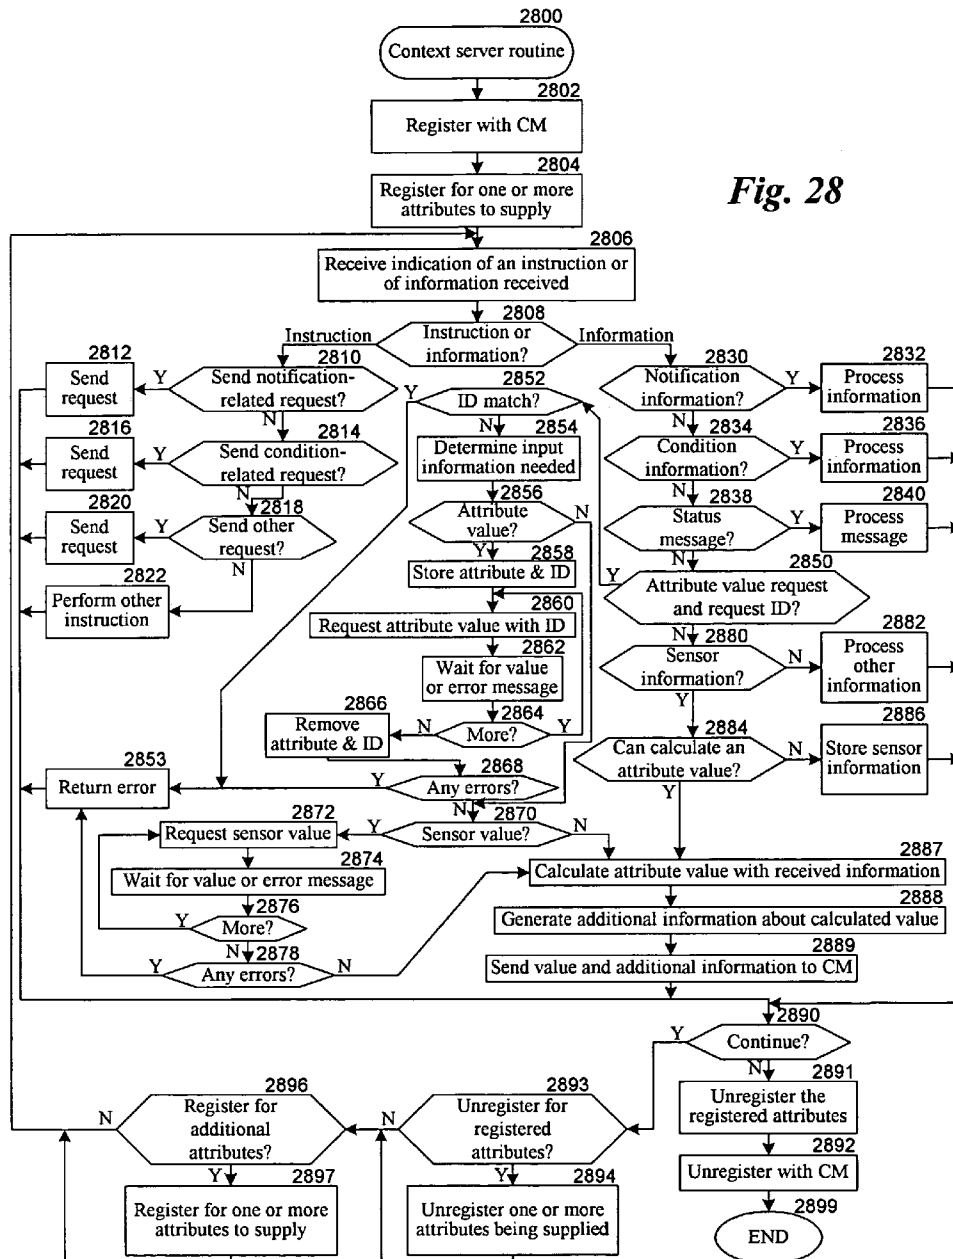 2800
Context server routine
2802
Register with CM
2804
Register for one or more
attributes to supply
Fig. 28
2806
Receive indication of an instruction or
of information received
2808
Instruction or
information?
Instruction
Information
2810
Send notification-
related request?
Y
N
2812
Send
request
2814
Send condition-
related request?
Y
N
2816
Send
request
2818
Send other
request?
Y
N
2820
Send
request
2822
Perform other
instruction
2830
Notification
information?
Y
N
2832
Process
information
2834
Condition
information?
Y
N
2836
Process
information
2838
Status
message?
Y
N
2840
Process
message
2850
Attribute value request
and request ID?
Y
N
2852
ID match?
Y
N
2854
Determine input
information needed
2856
Attribute
value?
N
Y
2858
Store attribute & ID
2860
Request attribute value with ID
2862
Wait for value
or error message
2864
More?
N
Y
2866
Remove
attribute & ID
2868
Any errors?
Y
N
2853
Return error
2870
Sensor value?
Y
N
2872
Request sensor value
2874
Wait for value or error message
2876
More?
Y
N
2878
Any errors?
Y
N
2880
Sensor
information?
N
Y
2882
Process
other
information
2884
Can calculate an
attribute value?
N
Y
2886
Store sensor
information
2887
Calculate attribute value with received information
2888
Generate additional information about calculated value
2889
Send value and additional information to CM
2890
Continue?
Y
N
2891
Unregister the
registered attributes
2892
Unregister with CM
2899
END
2893
Unregister for
registered
attributes?
N
Y
2894
Unregister one or more
attributes being supplied
2896
Register for
additional
attributes?
N
Y
2897
Register for one or more
attributes to supply